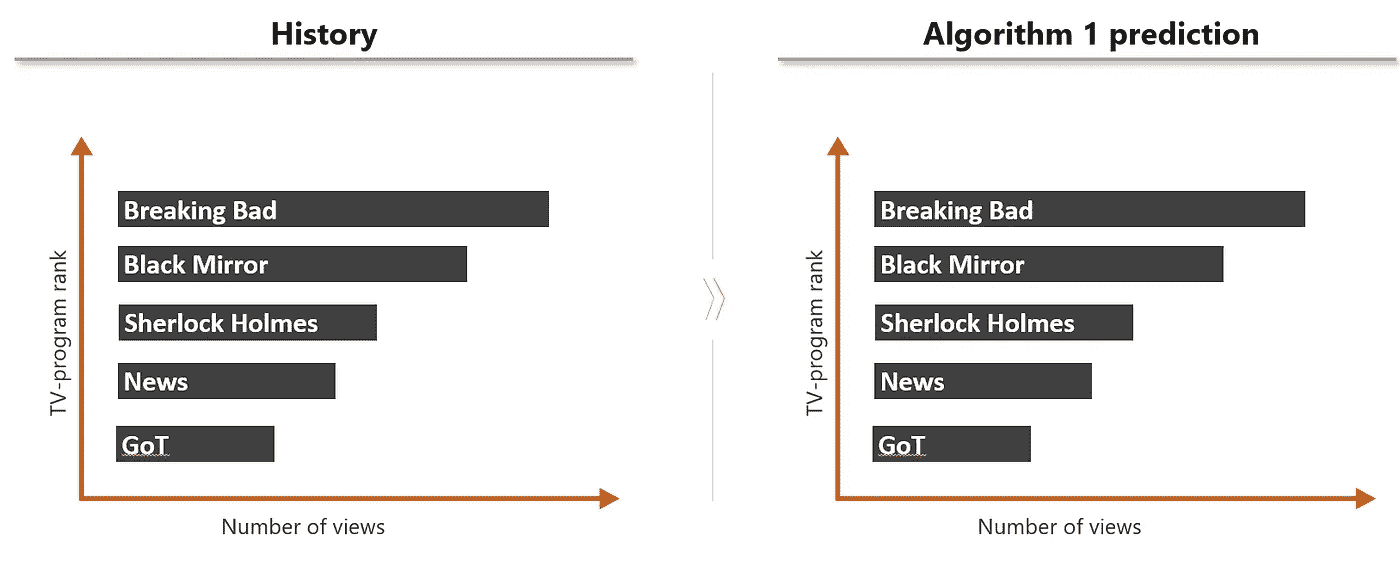 History
TV-program rank
Breaking Bad
Black Mirror
Sherlock Holmes
News
GoT
Number of views
Algorithm 1 prediction
TV-program rank
Breaking Bad
Black Mirror
Sherlock Holmes
News
GoT
Number of views